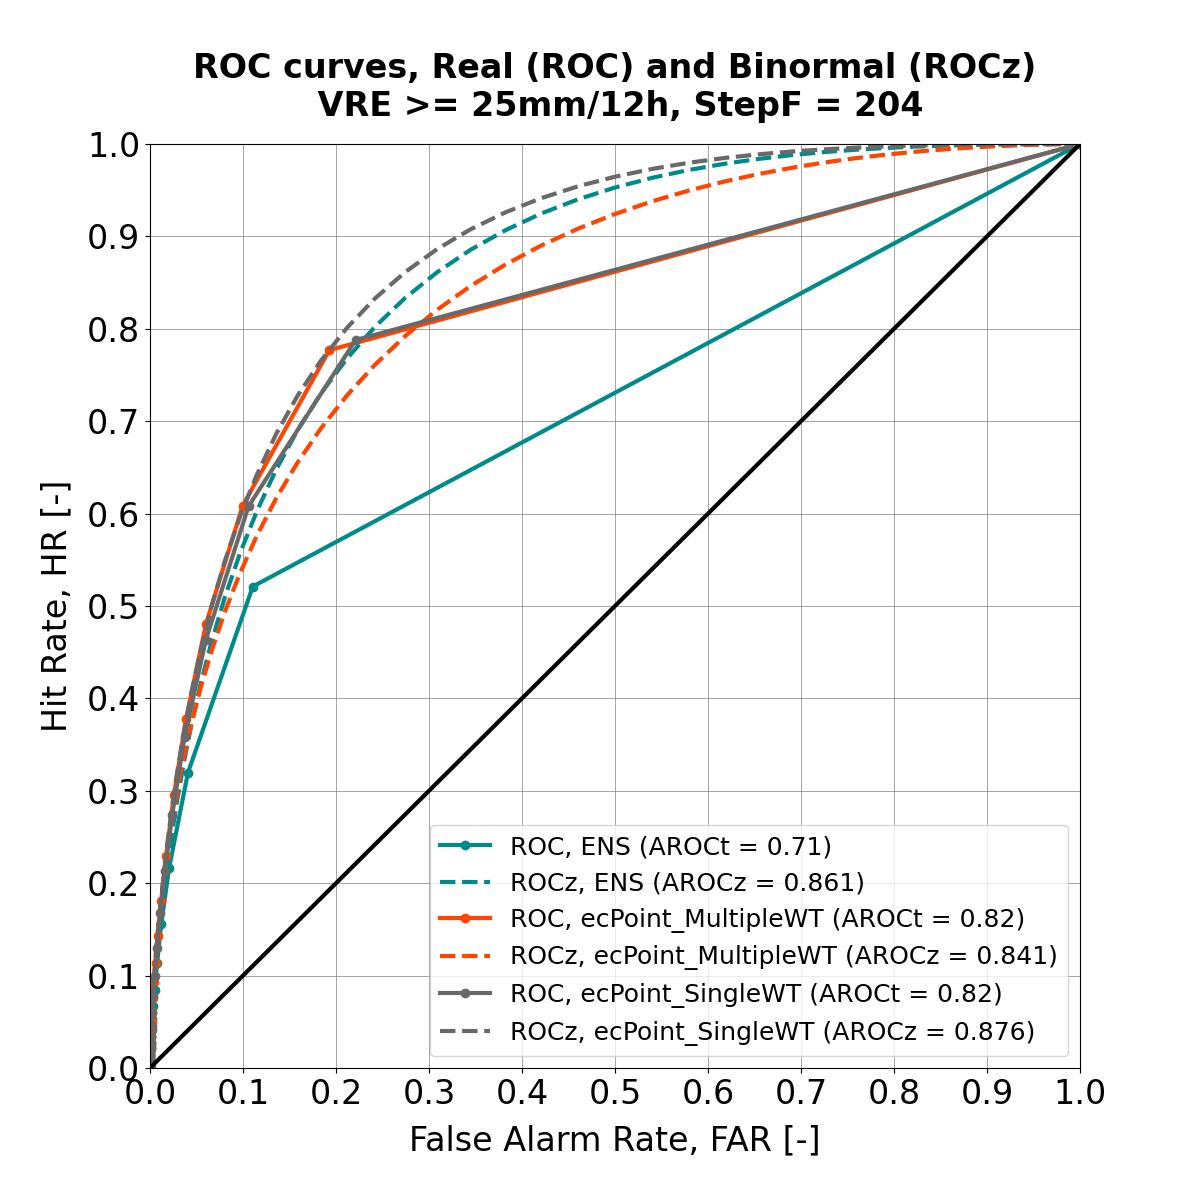 ROC curves, Real (ROC) and Binormal (ROCz)
VRE >= 25mm/12h, StepF = 204
1.0
0.9
0.8
0.7
0.6
0.5
0.4
0.3
0.2
0.1
0.0
Hit Rate, HR [-]
ROC, ENS (AROCt = 0.71)
ROCz, ENS (AROCz = 0.861)
ROC, ecPoint_MultipleWT (AROCt = 0.82)
ROCz, ecPoint_MultipleWT (AROCz = 0.841)
ROC, ecPoint_SingleWT (AROCt = 0.82)
ROCz, ecPoint_SingleWT (AROCz = 0.876)
0.0 0.1 0.2 0.3 0.4 0.5 0.6 0.7 0.8 0.9 1.0
False Alarm Rate, FAR [-]